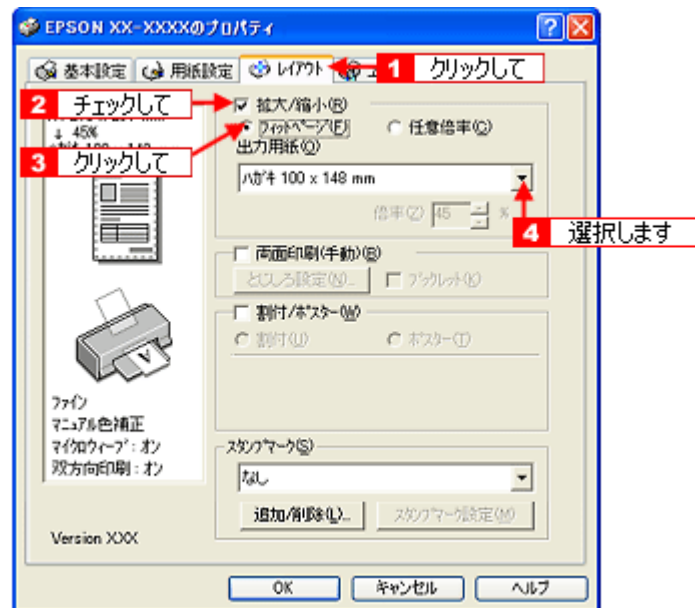 EPSON XX-XXXXのプロパティ
基本設定
用紙設定
レイアウト
1 クリックして
2 チェックして
拡大/縮小(R)
↓ 45%
3 クリックして
フィットページ(F)
任意倍率(C)
出力用紙(O)
ハガキ 100 x 148 mm
倍率(Z) 45 %
4 選択します
両面印刷(手動)(B)
とじしろ設定(N)...
ブックレット(K)
割付/ポスター(W)
割付(U)
ポスター(T)
ファイン
マニュアル色補正
マイクロウィーブ：オン
双方向印刷：オン
スタンプマーク(S)
なし
追加/削除(L)...
スタンプマーク設定(M)
Version XXX
OK
キャンセル
ヘルプ